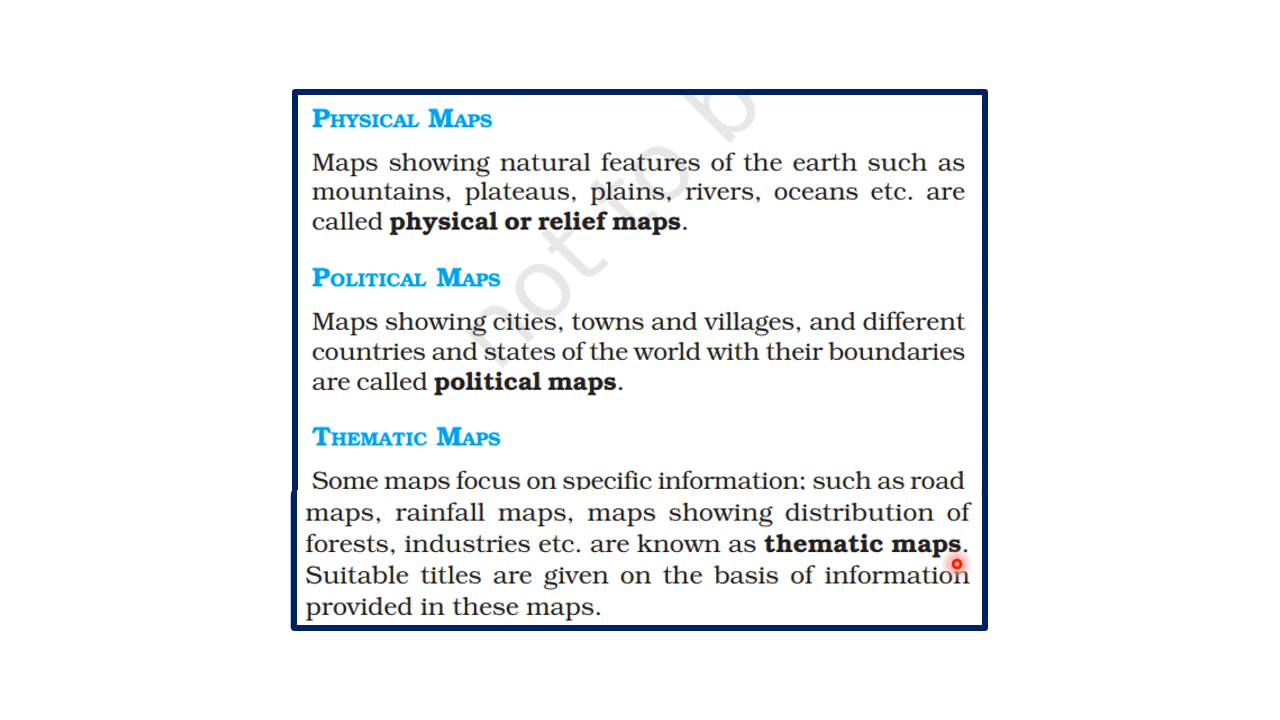 PHYSICAL MAPS
Maps showing natural features of the earth such as
mountains, plateaus, plains, rivers, oceans etc. are
called physical or relief maps.
POLITICAL MAPS
Maps showing cities, towns and villages, and different
countries and states of the world with their boundaries
are called political maps.
THEMATIC MAPS
Some maps focus on specific information; such as road
maps, rainfall maps, maps showing distribution of
forests, industries etc. are known as thematic maps.
Suitable titles are given on the basis of information
provided in these maps.
not to b